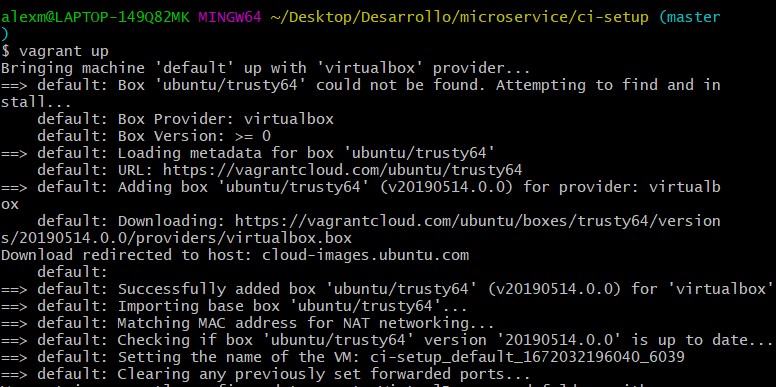 alexm@LAPTOP-149Q82MK MINGW64 ~/Desktop/Desarrollo/microservice/ci-setup (master
)
$ vagrant up
Bringing machine 'default' up with 'virtualbox' provider...
==> default: Box 'ubuntu/trusty64' could not be found. Attempting to find and in
stall...
    default: Box Provider: virtualbox
    default: Box Version: >= 0
==> default: Loading metadata for box 'ubuntu/trusty64'
    default: URL: https://vagrantcloud.com/ubuntu/trusty64
==> default: Adding box 'ubuntu/trusty64' (v20190514.0.0) for provider: virtualb
ox
    default: Downloading: https://vagrantcloud.com/ubuntu/boxes/trusty64/version
s/20190514.0.0/providers/virtualbox.box
Download redirected to host: cloud-images.ubuntu.com
    default:
==> default: Successfully added box 'ubuntu/trusty64' (v20190514.0.0) for 'virtualbox'
==> default: Importing base box 'ubuntu/trusty64'...
==> default: Matching MAC address for NAT networking...
==> default: Checking if box 'ubuntu/trusty64' version '20190514.0.0' is up to date...
==> default: Setting the name of the VM: ci-setup_default_1672032196040_6039
==> default: Clearing any previously set forwarded ports...